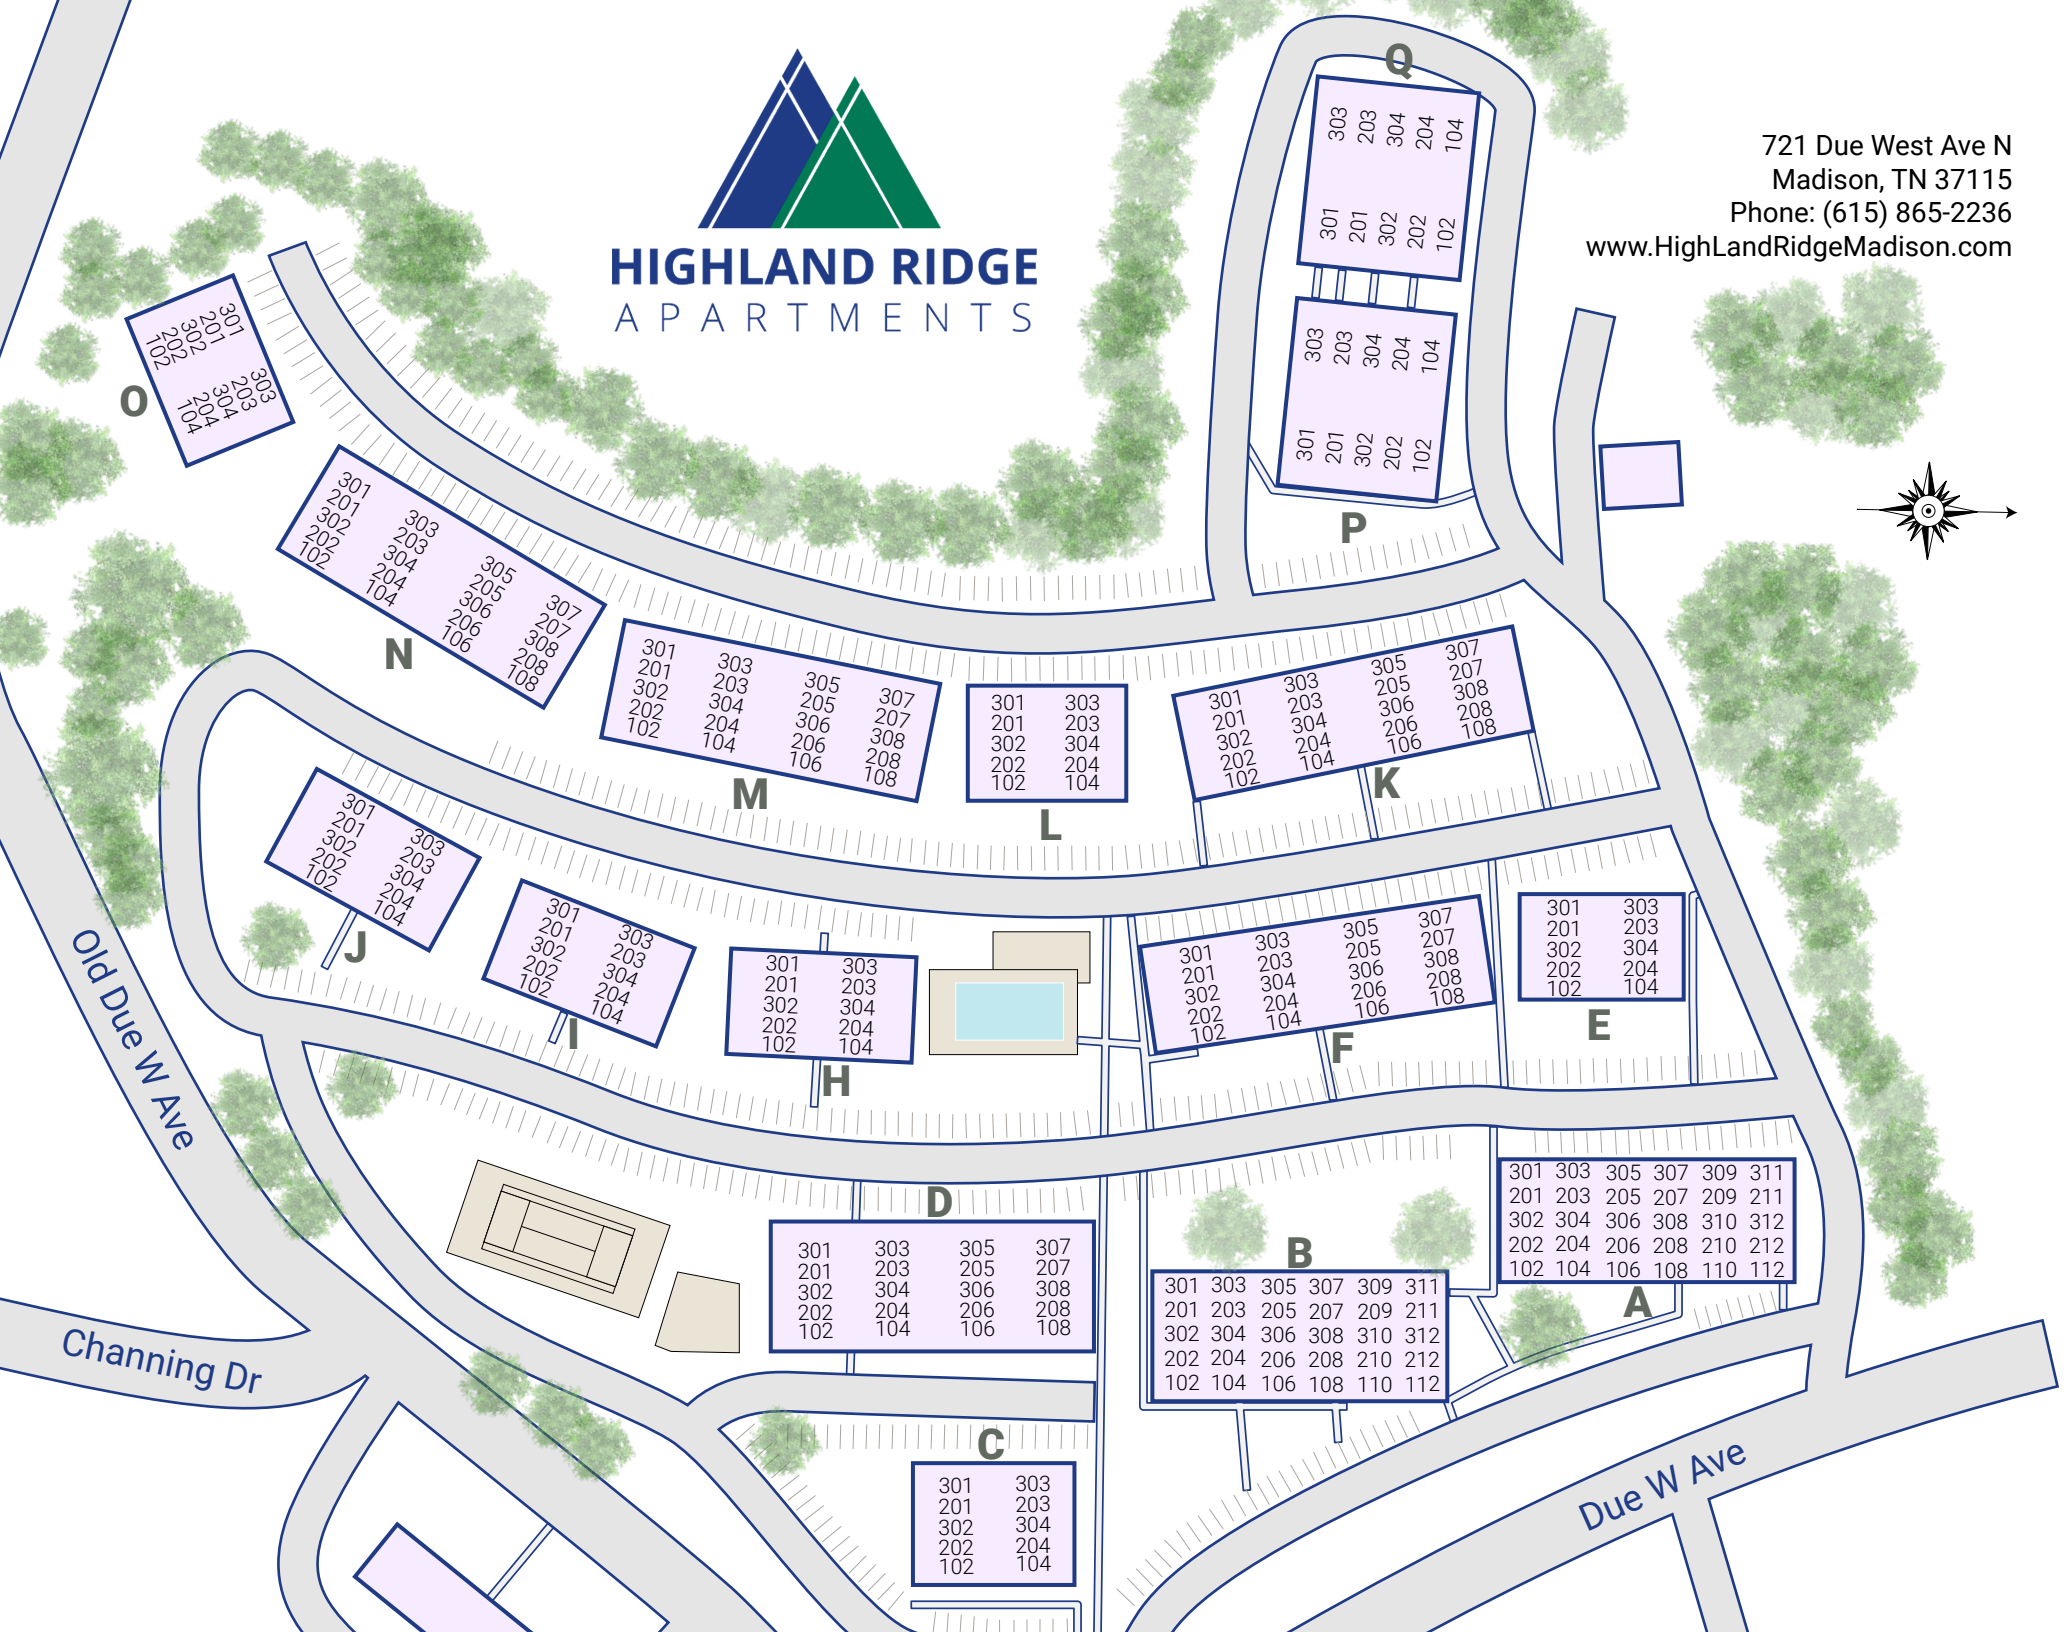 HIGHLAND RIDGE
APARTMENTS
721 Due West Ave N
Madison, TN 37115
Phone: (615) 865-2236
www.HighLandRidgeMadison.com
Q
303 203 304 204 104
301 201 302 202 102
303 203 304 204 104
301 201 302 202 102
P
O
301
201
302
202
102
303
203
304
204
104
N
301
201
302
202
102
303
203
304
204
104
305
205
306
206
106
307
207
308
208
108
M
301
201
302
202
102
303
203
304
204
104
305
205
306
206
106
307
207
308
208
108
301 303
201 203
302 304
202 204
102 104
L
301
201
302
202
102
303
203
304
204
104
305
205
306
206
106
307
207
308
208
108
K
301
201
302
202
102
303
203
304
204
104
J
301
201
302
202
102
303
203
304
204
104
I
301 303
201 203
302 304
202 204
102 104
H
301
201
302
202
102
303
203
304
204
104
305
205
306
206
106
307
207
308
208
108
F
301 303
201 203
302 304
202 204
102 104
E
D
301 303 305 307
201 203 205 207
302 304 306 308
202 204 206 208
102 104 106 108
B
301 303 305 307 309 311
201 203 205 207 209 211
302 304 306 308 310 312
202 204 206 208 210 212
102 104 106 108 110 112
301 303 305 307 309 311
201 203 205 207 209 211
302 304 306 308 310 312
202 204 206 208 210 212
102 104 106 108 110 112
A
C
301 303
201 203
302 304
202 204
102 104
Old Due W Ave
Channing Dr
Due W Ave